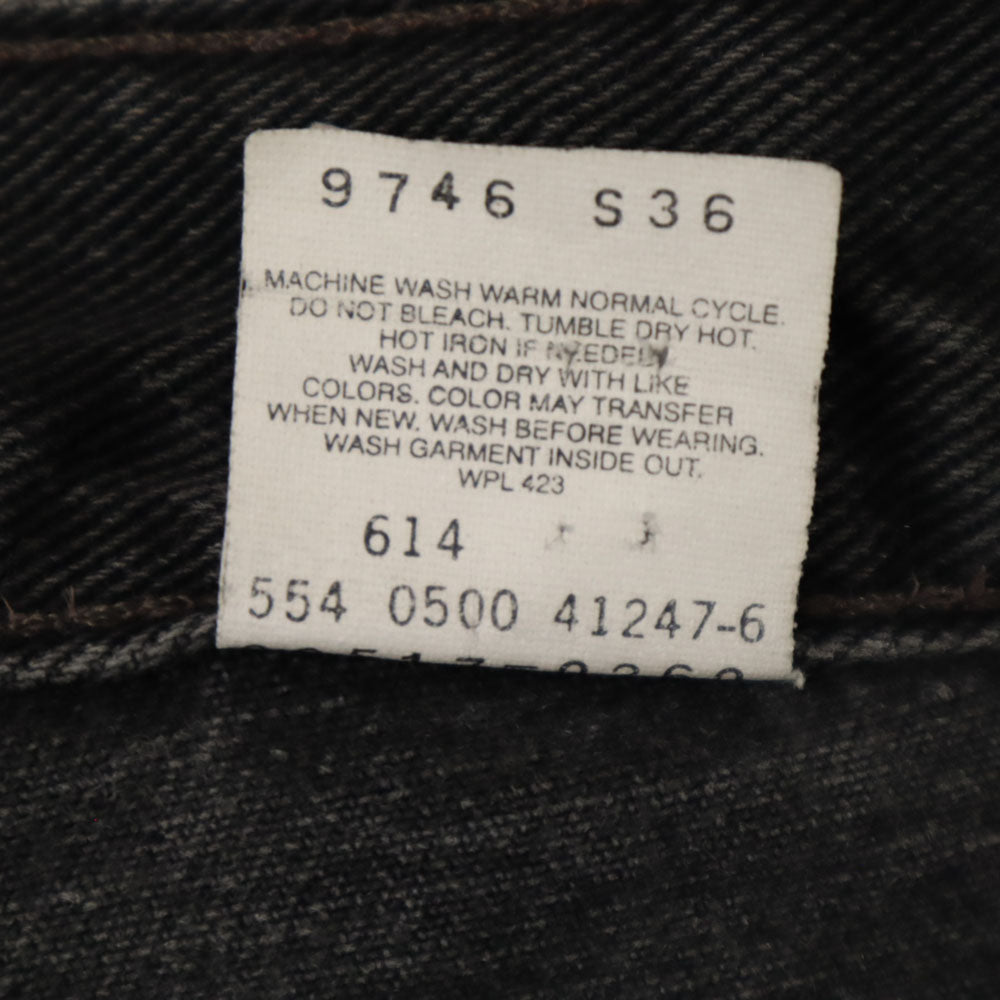 9746 S36
MACHINE WASH WARM NORMAL CYCLE.
DO NOT BLEACH. TUMBLE DRY HOT.
HOT IRON IF NEEDED.
WASH AND DRY WITH LIKE
COLORS. COLOR MAY TRANSFER
WHEN NEW. WASH BEFORE WEARING.
WASH GARMENT INSIDE OUT.
WPL 423
614
554 0500 41247-6